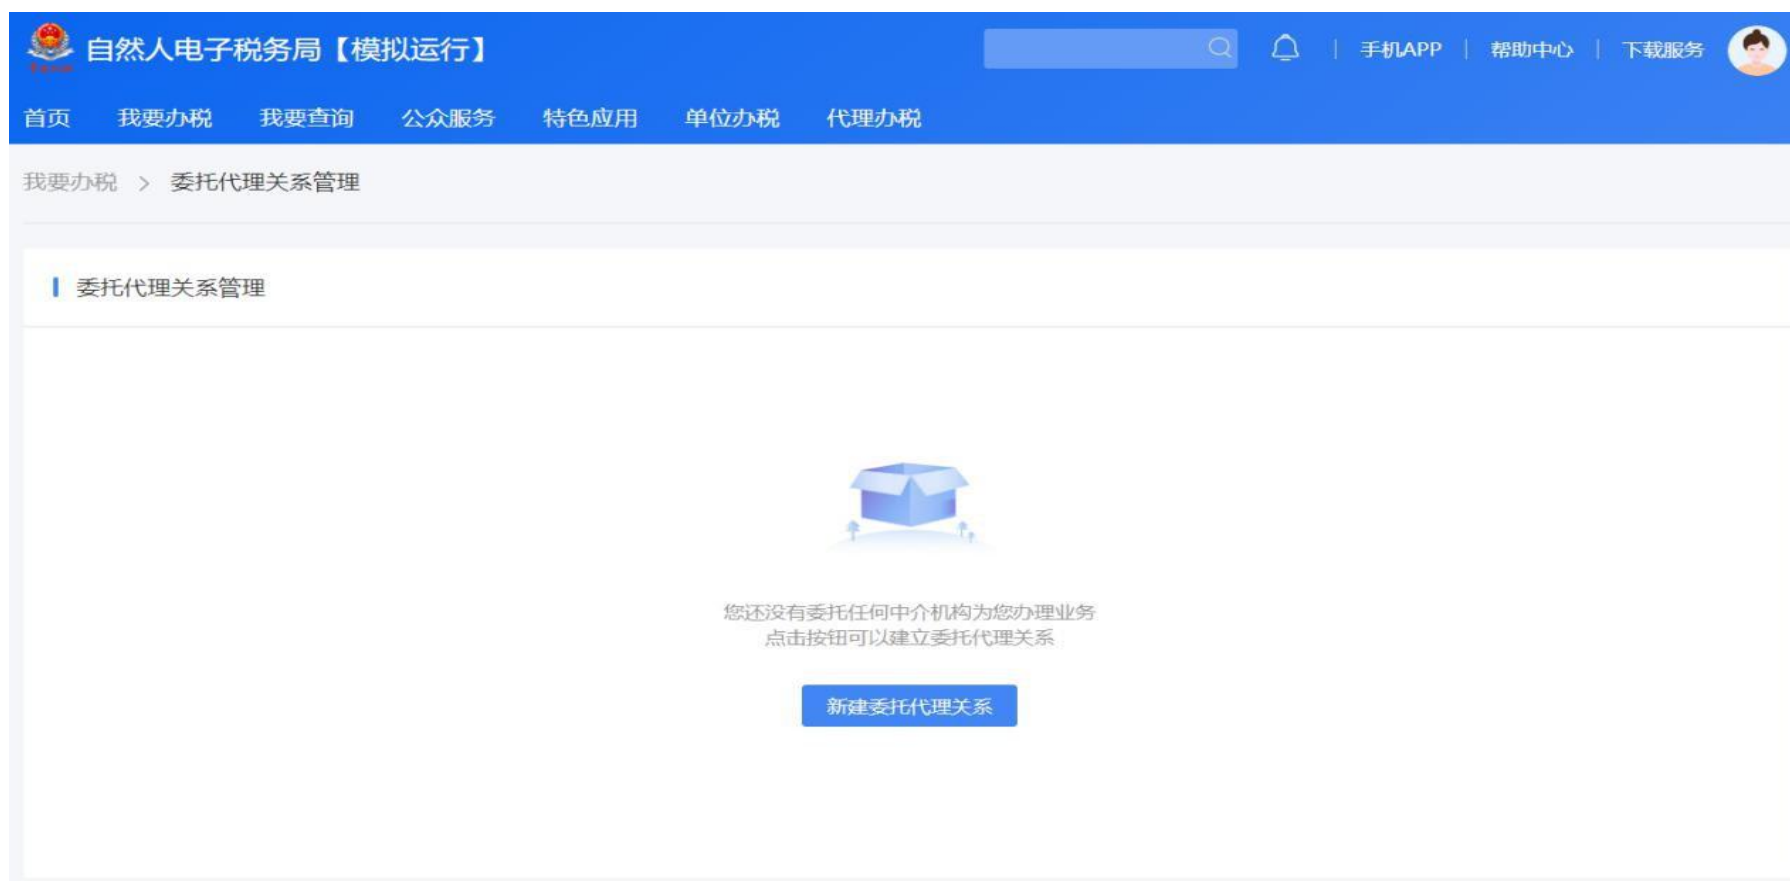 自然人电子税务局【模拟运行】
手机APP | 帮助中心 | 下载服务
首页 我要办税 我要查询 公众服务 特色应用 单位办税 代理办税
我要办税 > 委托代理关系管理
委托代理关系管理
您还没有委托任何中介机构为您办理业务
点击按钮可以建立委托代理关系
新建委托代理关系